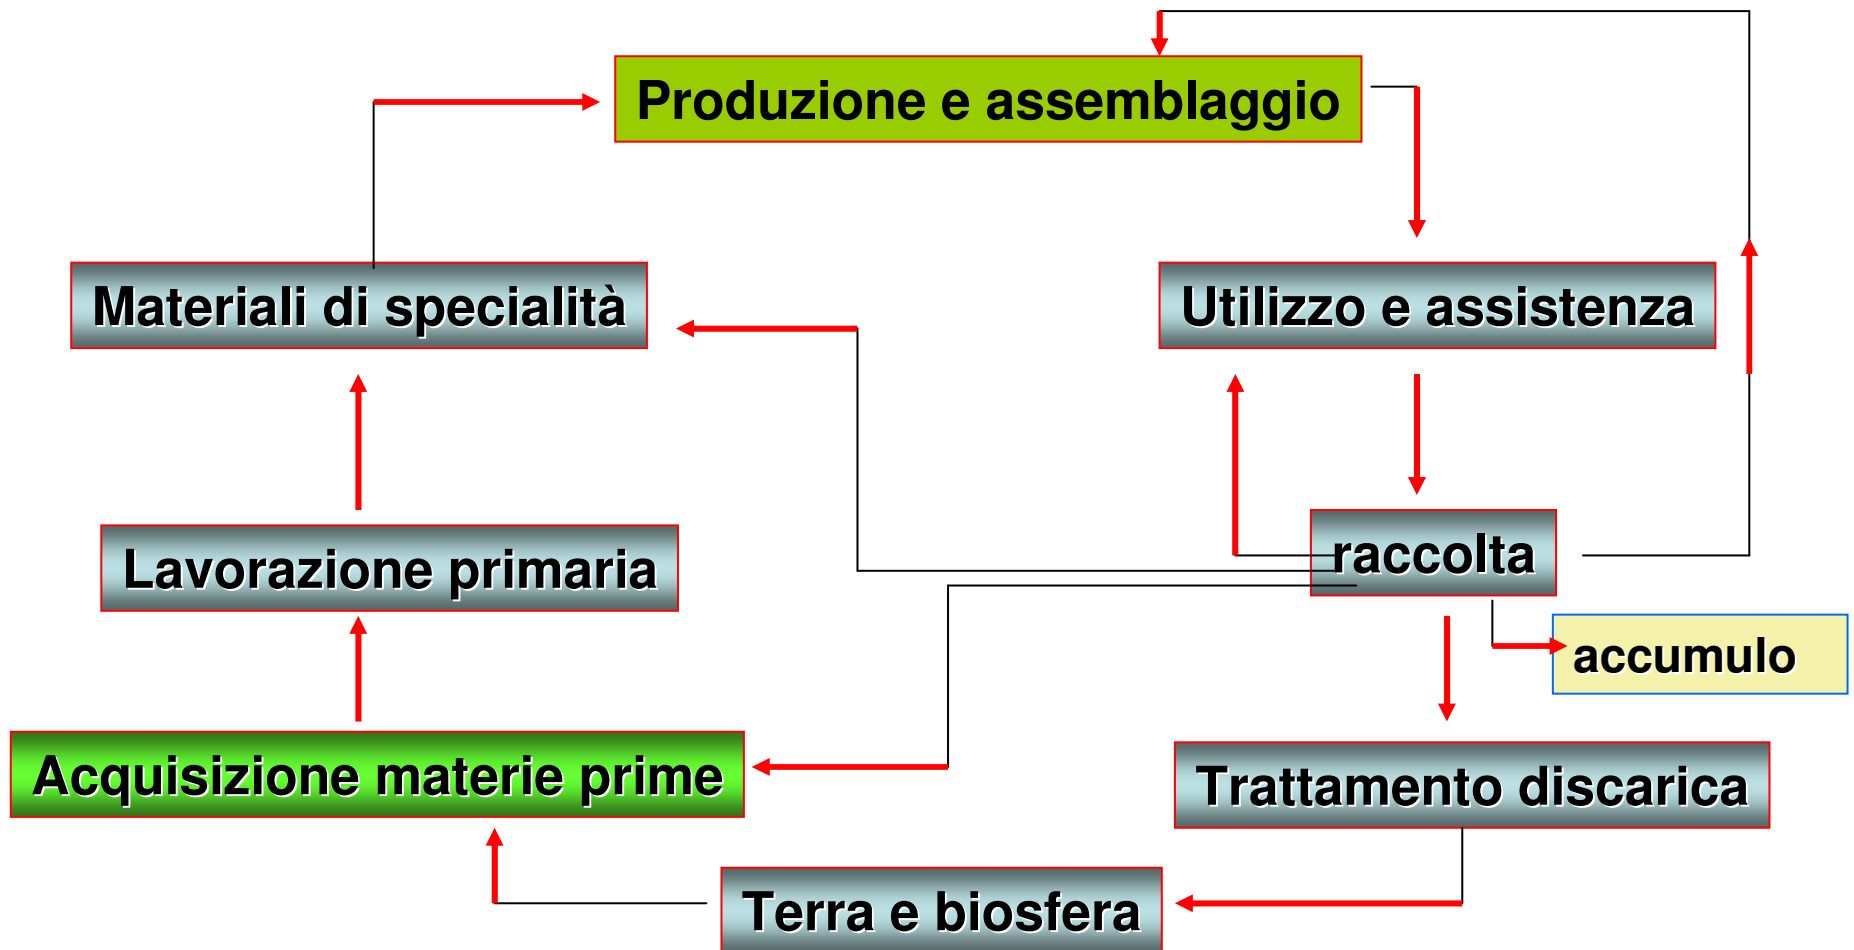 Produzione e assemblaggio
Materiali di specialità
Utilizzo e assistenza
Lavorazione primaria
raccolta
accumulo
Acquisizione materie prime
Trattamento discarica
Terra e biosfera